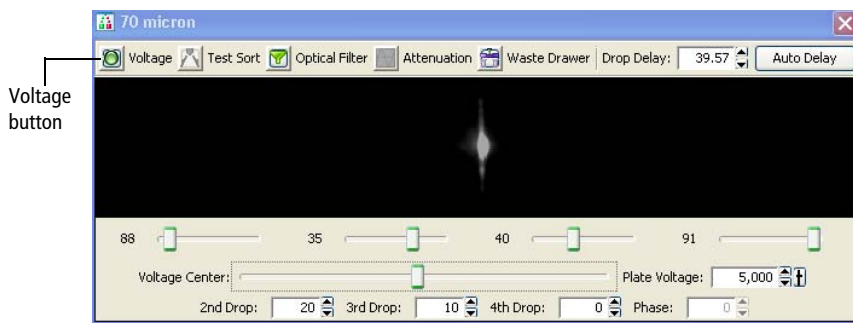 70 micron
Voltage Test Sort Optical Filter Attenuation Waste Drawer Drop Delay: 39.57 Auto Delay
Voltage
button
88 35 40 91
Voltage Center: Plate Voltage: 5,000
2nd Drop: 20 3rd Drop: 10 4th Drop: 0 Phase: 0